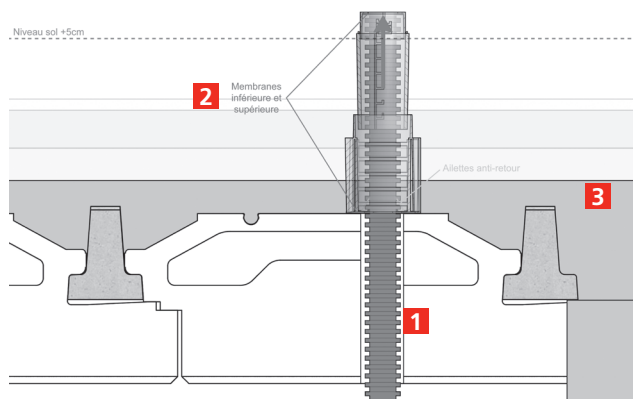 Niveau sol +5cm
2
Membranes
inférieure et
supérieure
Ailettes anti-retour
3
1